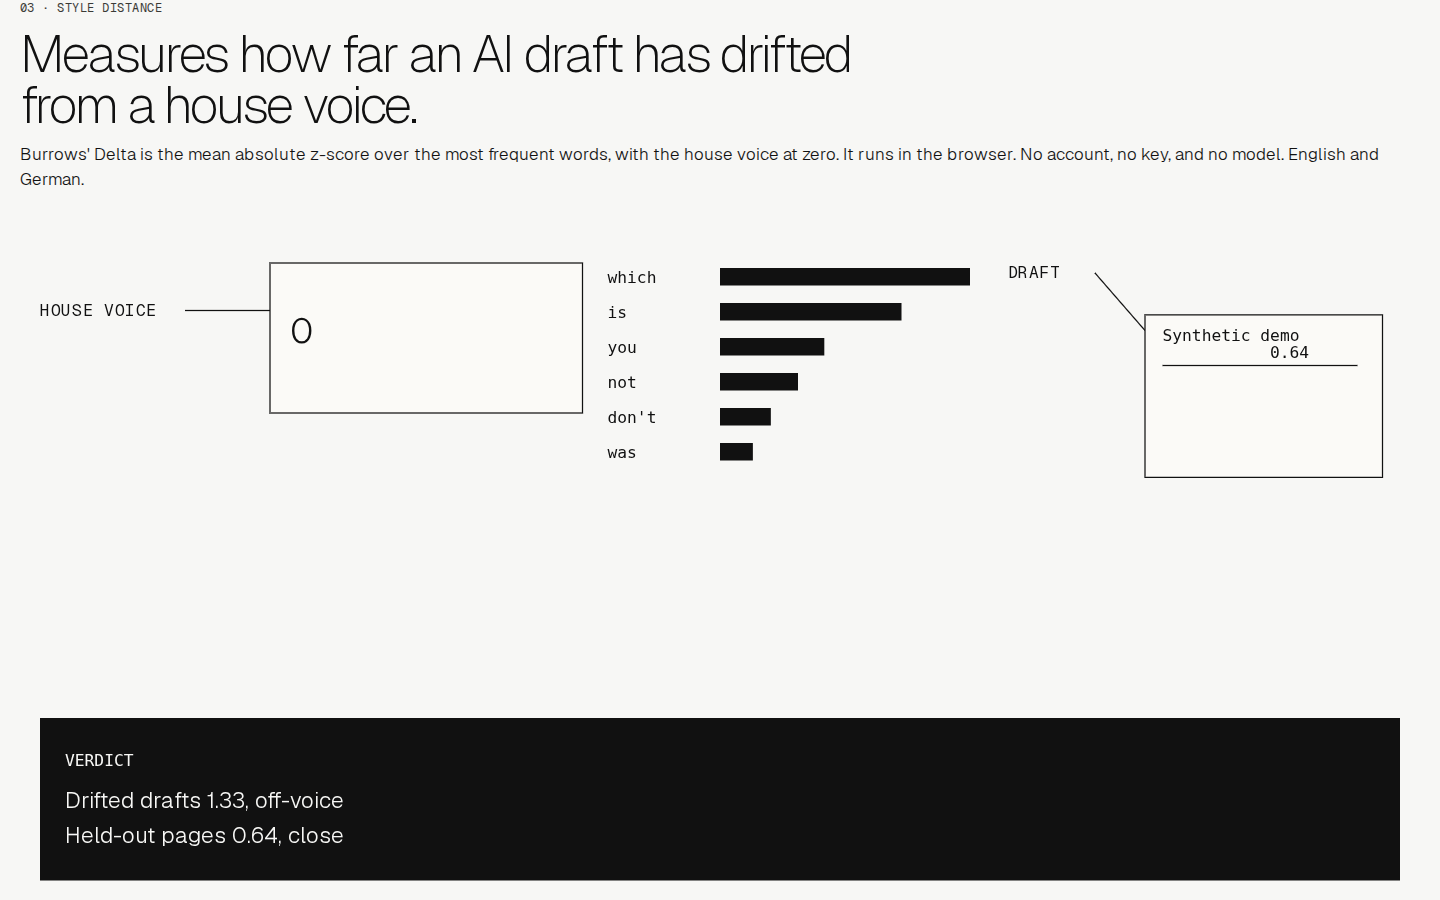 03 · STYLE DISTANCE
Measures how far an AI draft has drifted
from a house voice.
Burrows' Delta is the mean absolute z-score over the most frequent words, with the house voice at zero. It runs in the browser. No account, no key, and no model. English and
German.
HOUSE VOICE
0
which
is
you
not
don't
was
DRAFT
Synthetic demo
0.64
VERDICT
Drifted drafts 1.33, off-voice
Held-out pages 0.64, close